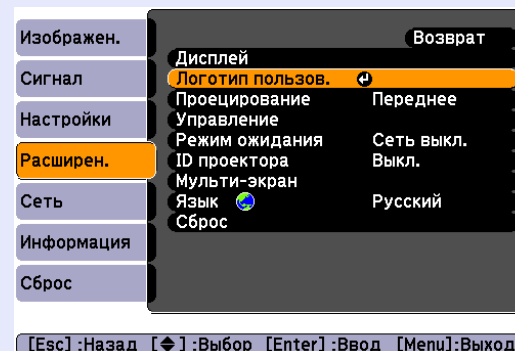 Изображен.
Сигнал
Настройки
Расширен.
Сеть
Информация
Сброс
Возврат
Дисплей
Логотип пользов.
Проецирование Переднее
Управление
Режим ожидания Сеть выкл.
ID проектора Выкл.
Мульти-экран
Язык Русский
Сброс
[Esc] :Назад [◆] :Выбор [Enter] :Ввод [Menu]:Выход